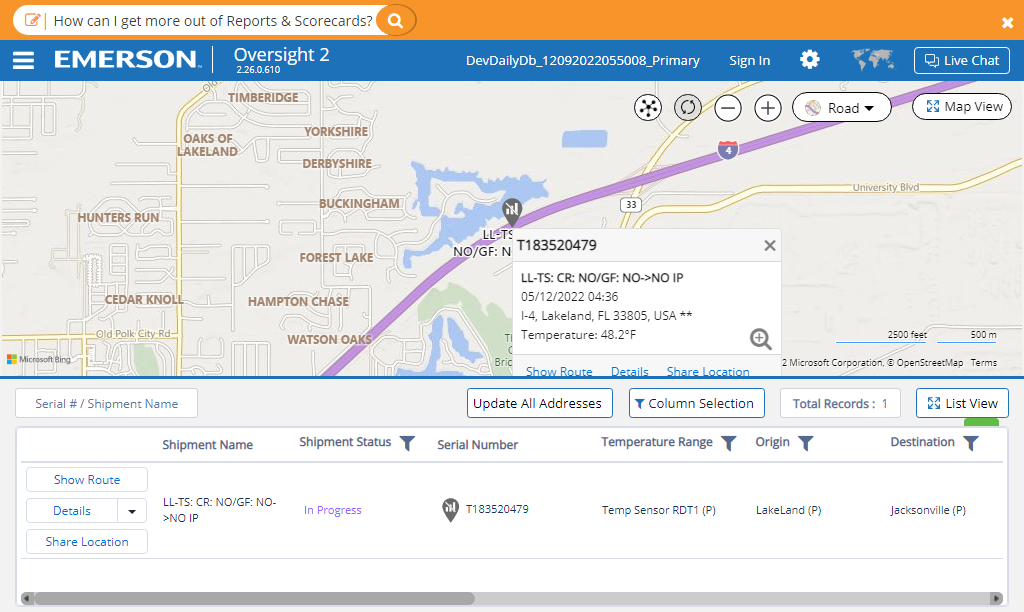 How can I get more out of Reports & Scorecards?
EMERSON
Oversight 2
2.26.0.610
DevDailyDb_12092022055008_Primary
Sign In
Live Chat
Road
Map View
TIMBERIDGE
YORKSHIRE
OAKS OF
LAKELAND
DERBYSHIRE
4
University Blvd
BUCKINGHAM
33
HUNTERS RUN
LL-TS
NO/GF: N
T183520479
FOREST LAKE
LL-TS: CR: NO/GF: NO->NO IP
05/12/2022 04:36
I-4, Lakeland, FL 33805, USA **
Temperature: 48.2°F
CEDAR KNOLL
HAMPTON CHASE
Old Polk City Rd
WATSON OAKS
2500 feet
500 m
Microsoft Bing
2 Microsoft Corporation, © OpenStreetMap Terms
Show Route
Details
Share Location
Serial # / Shipment Name
Update All Addresses
Column Selection
Total Records : 1
List View
Shipment Name
Shipment Status
Serial Number
Temperature Range
Origin
Destination
Show Route
Details
Share Location
LL-TS: CR: NO/GF: NO-
>NO IP
In Progress
T183520479
Temp Sensor RDT1 (P)
LakeLand (P)
Jacksonville (P)